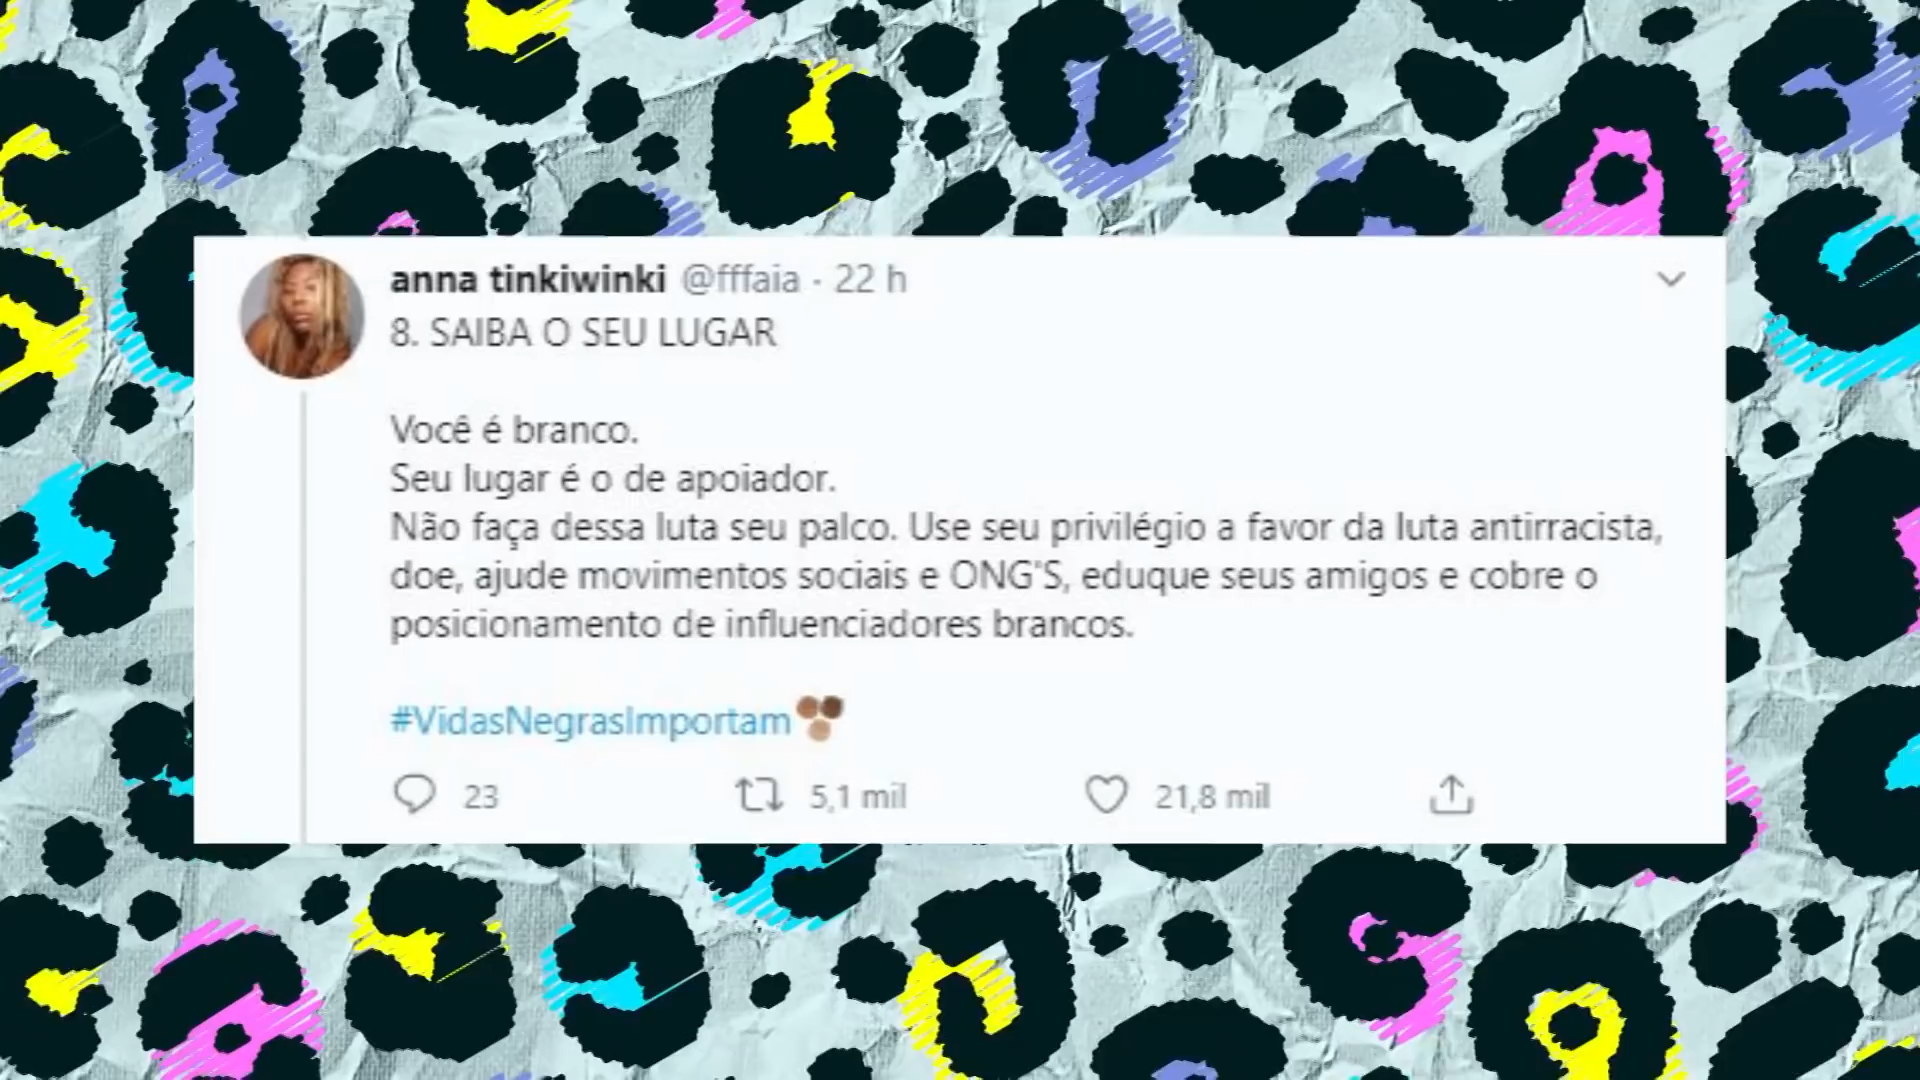 anna tinkiwinki @fffaia · 22 h
8. SAIBA O SEU LUGAR
Você é branco.
Seu lugar é o de apoiador.
Não faça dessa luta seu palco. Use seu privilégio a favor da luta antirracista,
doe, ajude movimentos sociais e ONG'S, eduque seus amigos e cobre o
posicionamento de influenciadores brancos.
#VidasNegrasImportam
23 5,1 mil 21,8 mil